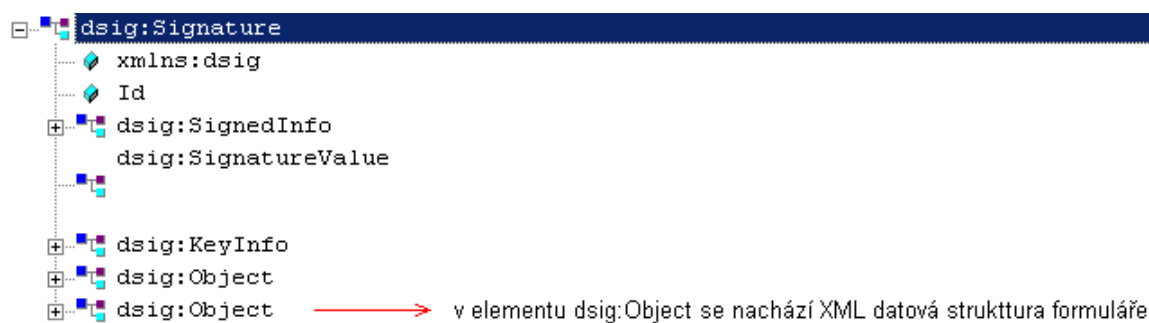 dsig:Signature
xmlns:dsig
Id
dsig:SignedInfo
dsig:SignatureValue
dsig:KeyInfo
dsig:Object
dsig:Object v elementu dsig:Object se nachází XML datová strukttura formuláře